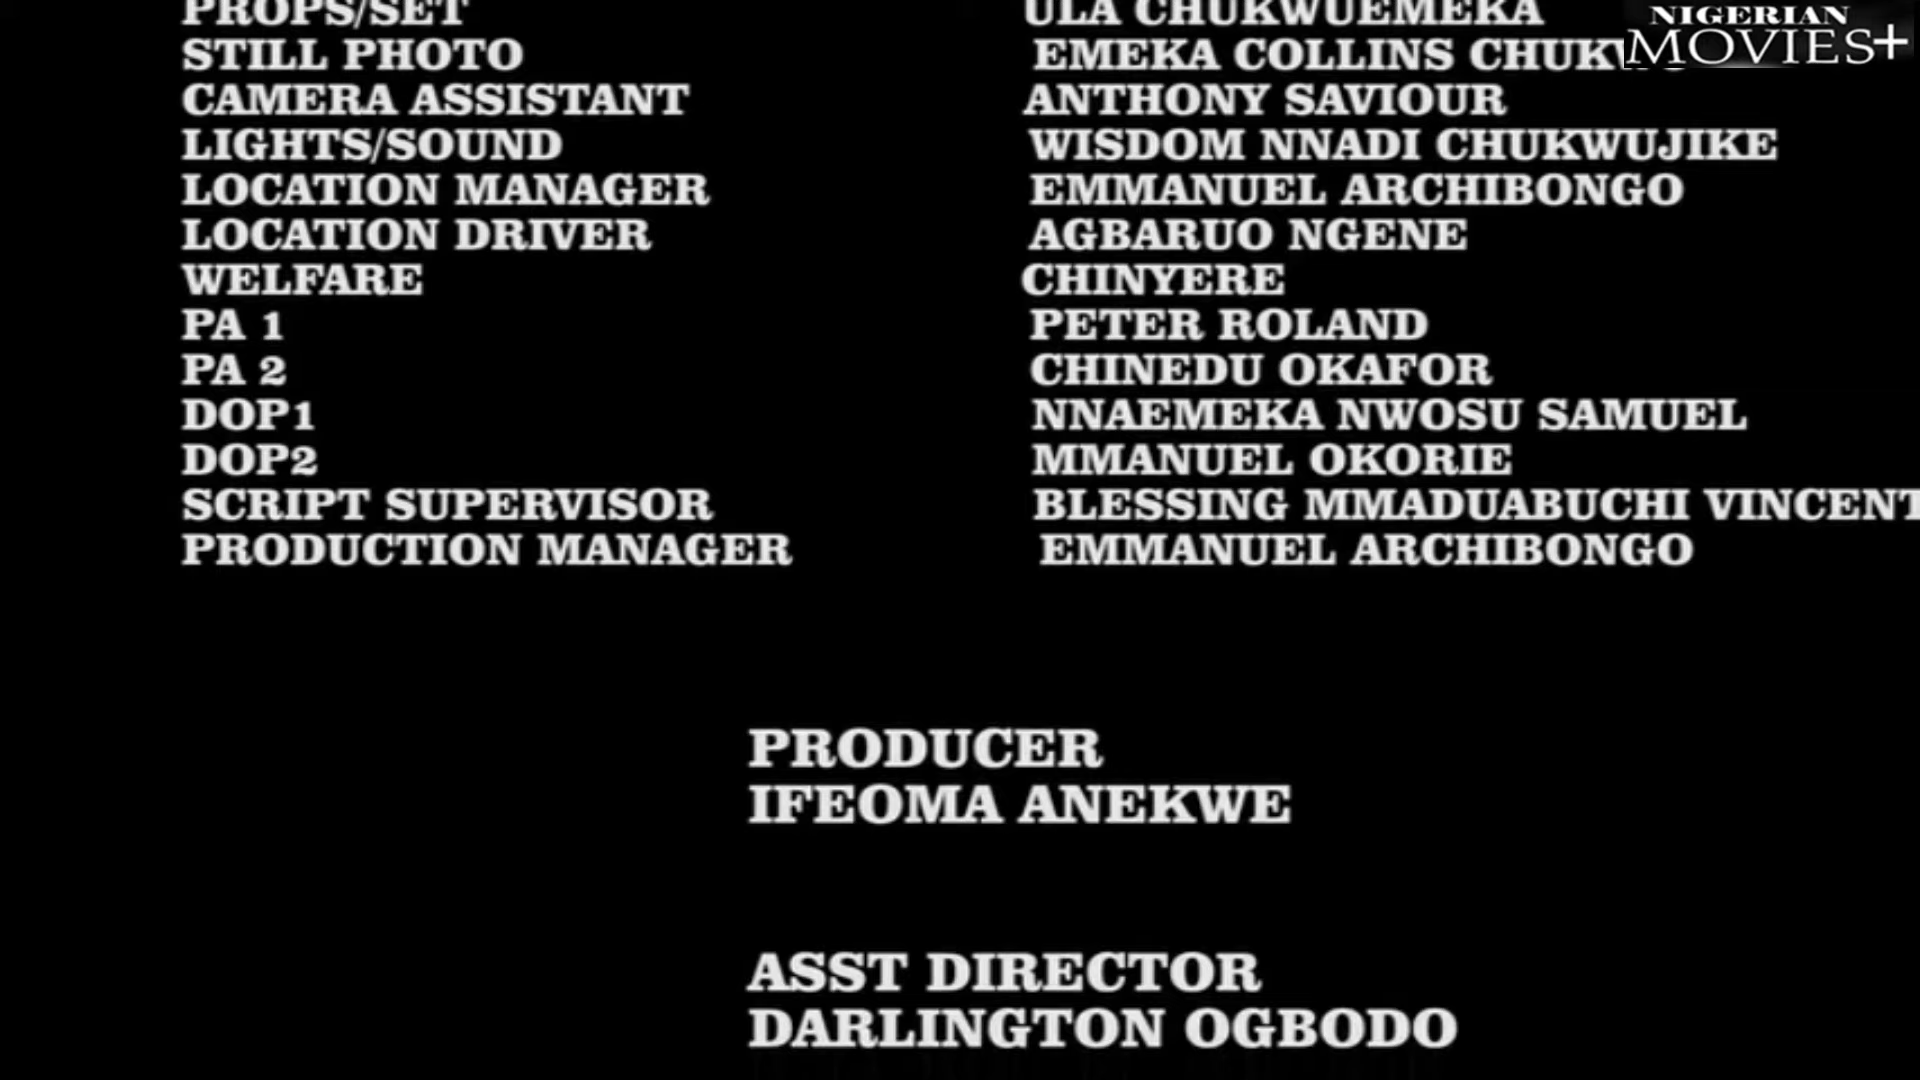 PROPS/SET ULA CHUKWUEMEKA
NIGERIAN
MOVIES+
STILL PHOTO EMEKA COLLINS
CAMERA ASSISTANT ANTHONY SAVIOUR
LIGHTS/SOUND WISDOM NNADI CHUKWUJIKE
LOCATION MANAGER EMMANUEL ARCHIBONGO
LOCATION DRIVER AGBARUO NGENE
WELFARE CHINYERE
PA 1 PETER ROLAND
PA 2 CHINEDU OKAFOR
DOP1 NNAEMEKA NWOSU SAMUEL
DOP2 MMANUEL OKORIE
SCRIPT SUPERVISOR BLESSING MMADUABUCHI VINCENT
PRODUCTION MANAGER EMMANUEL ARCHIBONGO
PRODUCER
IFEOMA ANEKWE
ASST DIRECTOR
DARLINGTON OGBODO